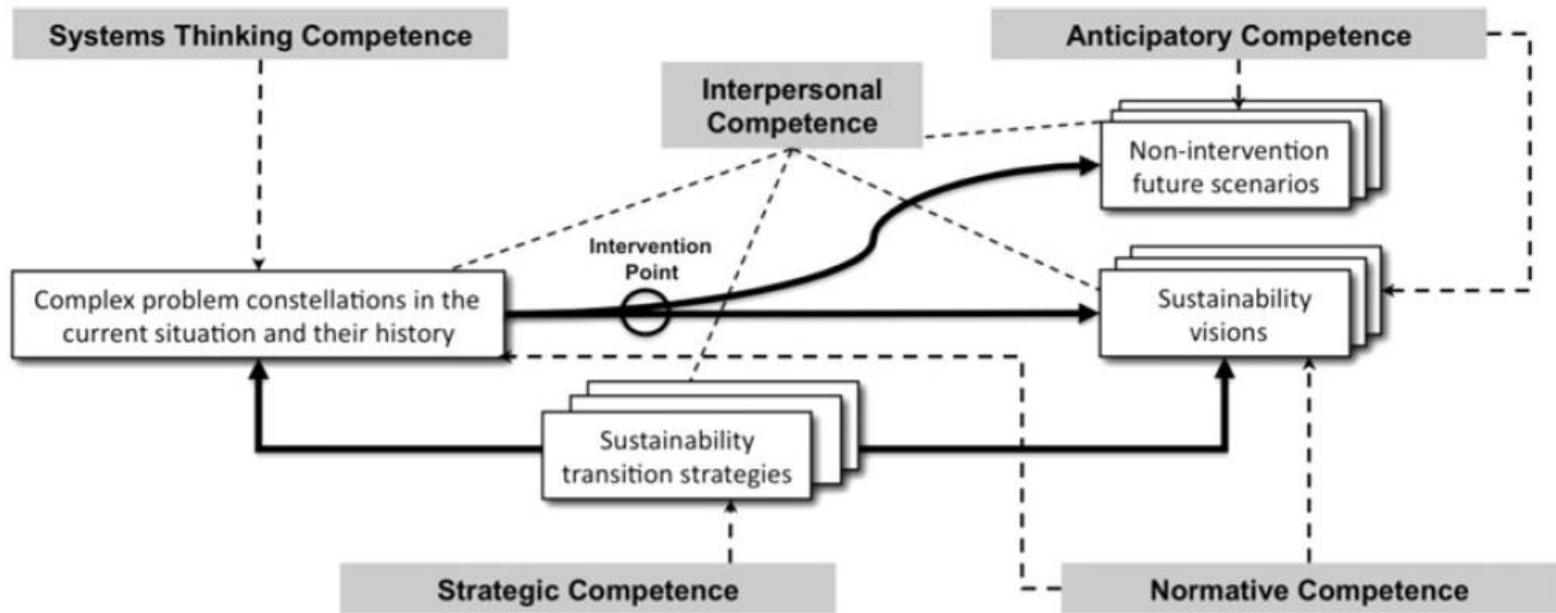 Systems Thinking Competence
Anticipatory Competence
Interpersonal
Competence
Non-intervention
future scenarios
Intervention
Point
Complex problem constellations in the
current situation and their history
Sustainability
visions
Sustainability
transition strategies
Strategic Competence
Normative Competence